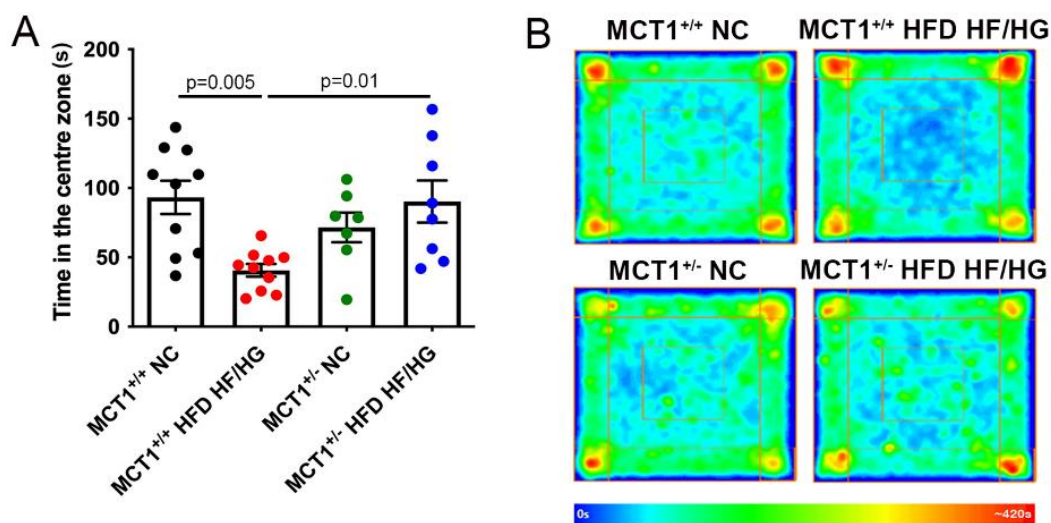 A
Time in the centre zone (s)
200
150
100
50
0
p=0.005
p=0.01
MCT1+/+ NC
MCT1+/+ HFD HF/HG
MCT1+/- NC
MCT1+/- HFD HF/HG
B
MCT1+/+ NC
MCT1+/+ HFD HF/HG
MCT1+/- NC
MCT1+/- HFD HF/HG
0s
~420s